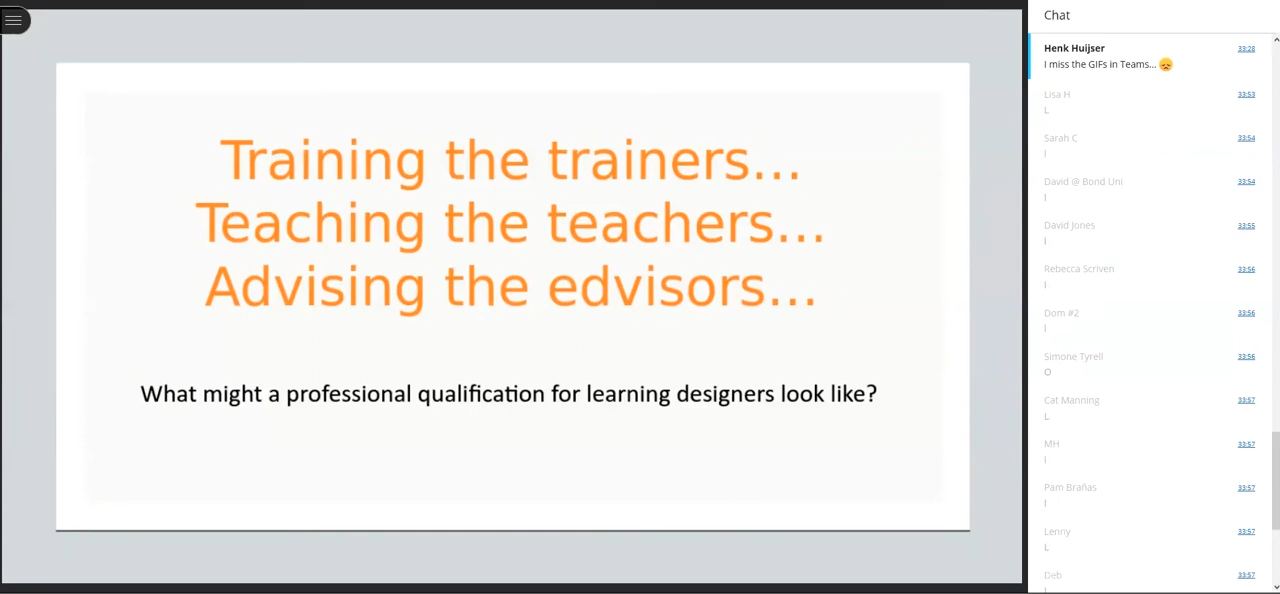 Training the trainers...
Teaching the teachers...
Advising the edvisors...
What might a professional qualification for learning designers look like?
Chat
Henk Huijser 33:28
I miss the GIFs in Teams... 😞
Lisa H 33:53
L
Sarah C 33:54
l
David @ Bond Uni 33:54
l
David Jones 33:55
l
Rebecca Scriven 33:56
l
Dom #2 33:56
l
Simone Tyrell 33:56
O
Cat Manning 33:57
L
MH 33:57
l
Pam Brañas 33:57
!
Lenny 33:57
L
Deb 33:57